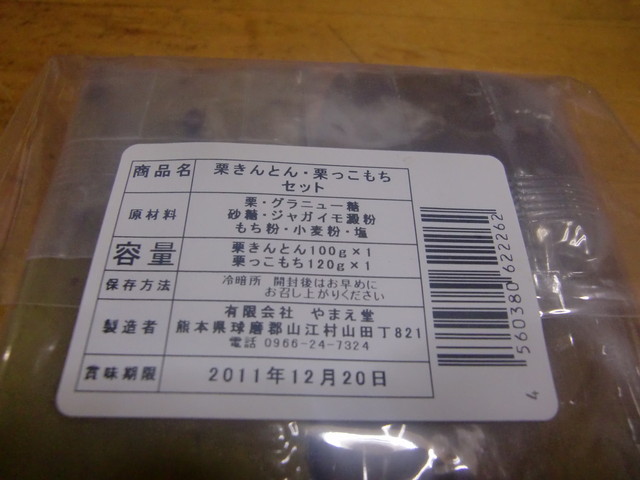 商品名 栗きんとん・栗っこもち
セット
原材料 栗・グラニュー糖
砂糖・ジャガイモ澱粉
もち粉・小麦粉・塩
容量 栗きんとん100g×1
栗っこもち120g×1
保存方法 冷暗所 開封後はお早めに
お召し上がりください
製造者 有限会社 やまえ堂
熊本県球磨郡山江村山田丁821
電話 0966-24-7324
賞味期限 2011年12月20日
4 560380 622262